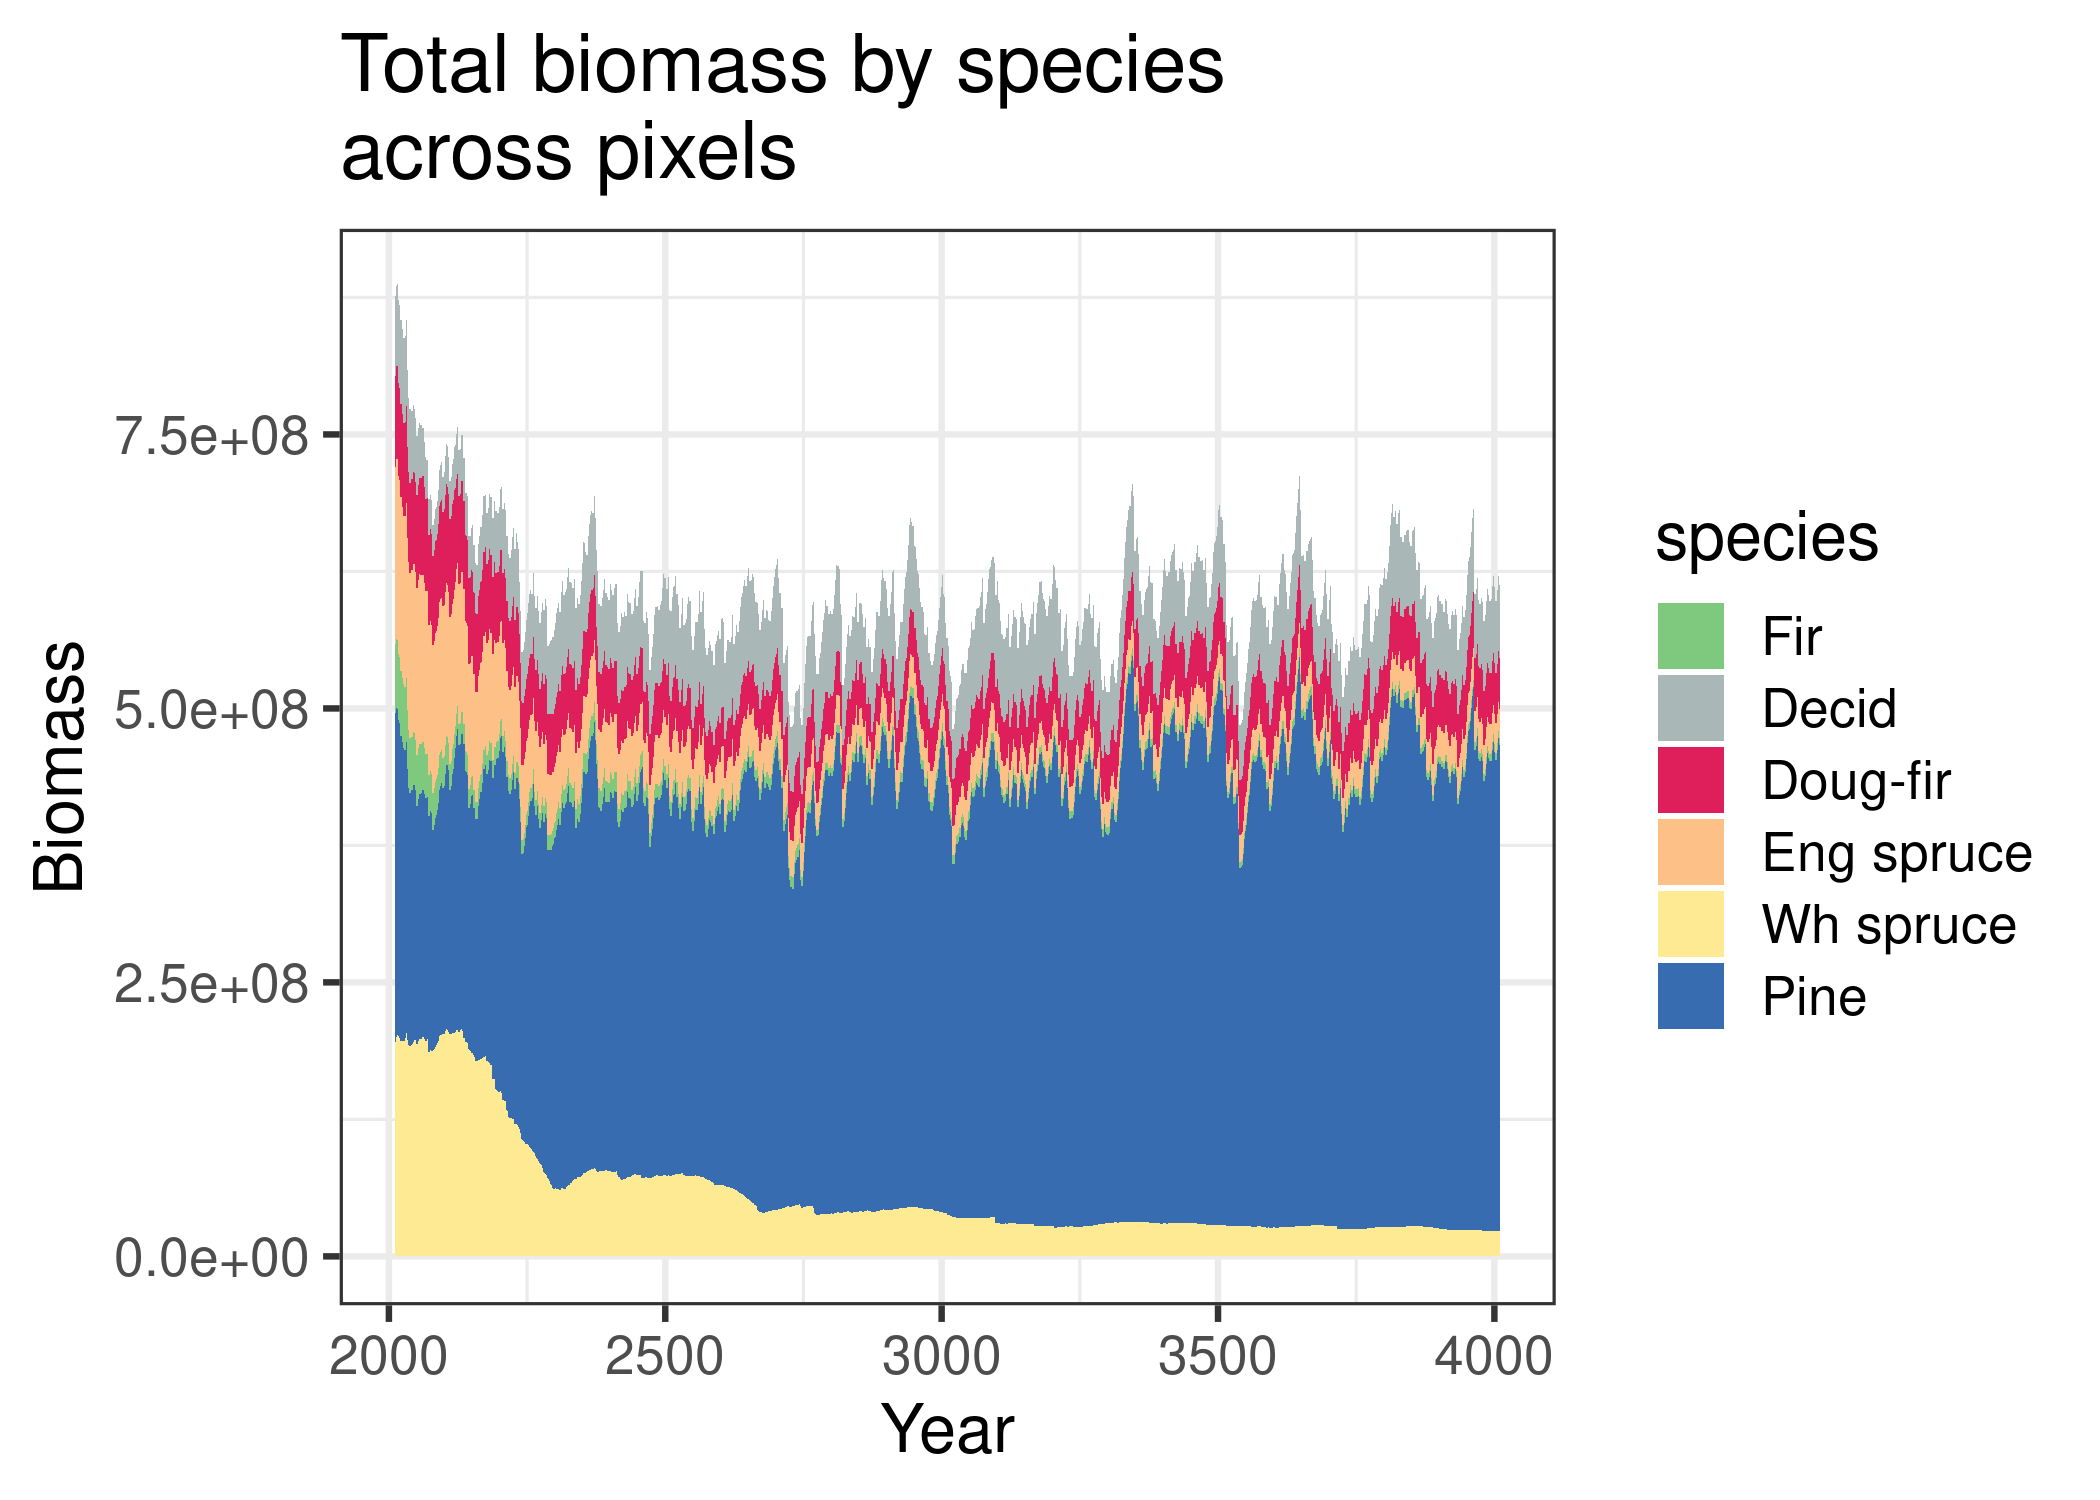 Total biomass by species
across pixels
Biomass
7.5e+08
5.0e+08
2.5e+08
0.0e+00
2000 2500 3000 3500 4000
Year
species
Fir
Decid
Doug-fir
Eng spruce
Wh spruce
Pine